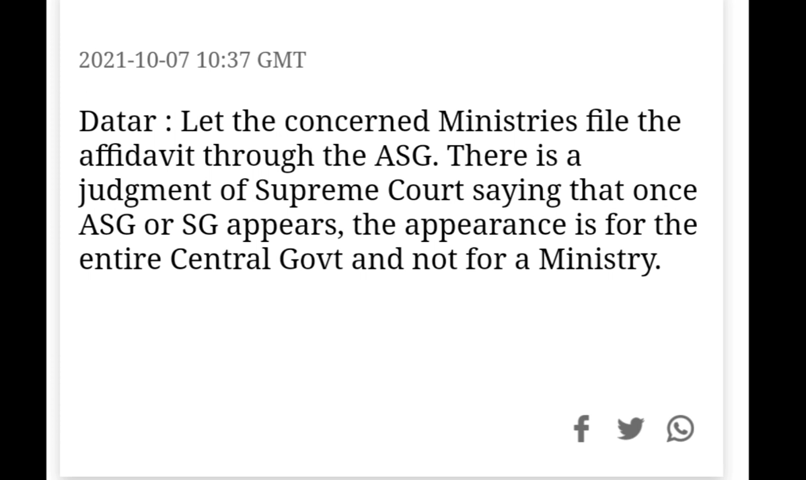 2021-10-07 10:37 GMT
Datar : Let the concerned Ministries file the
affidavit through the ASG. There is a
judgment of Supreme Court saying that once
ASG or SG appears, the appearance is for the
entire Central Govt and not for a Ministry.